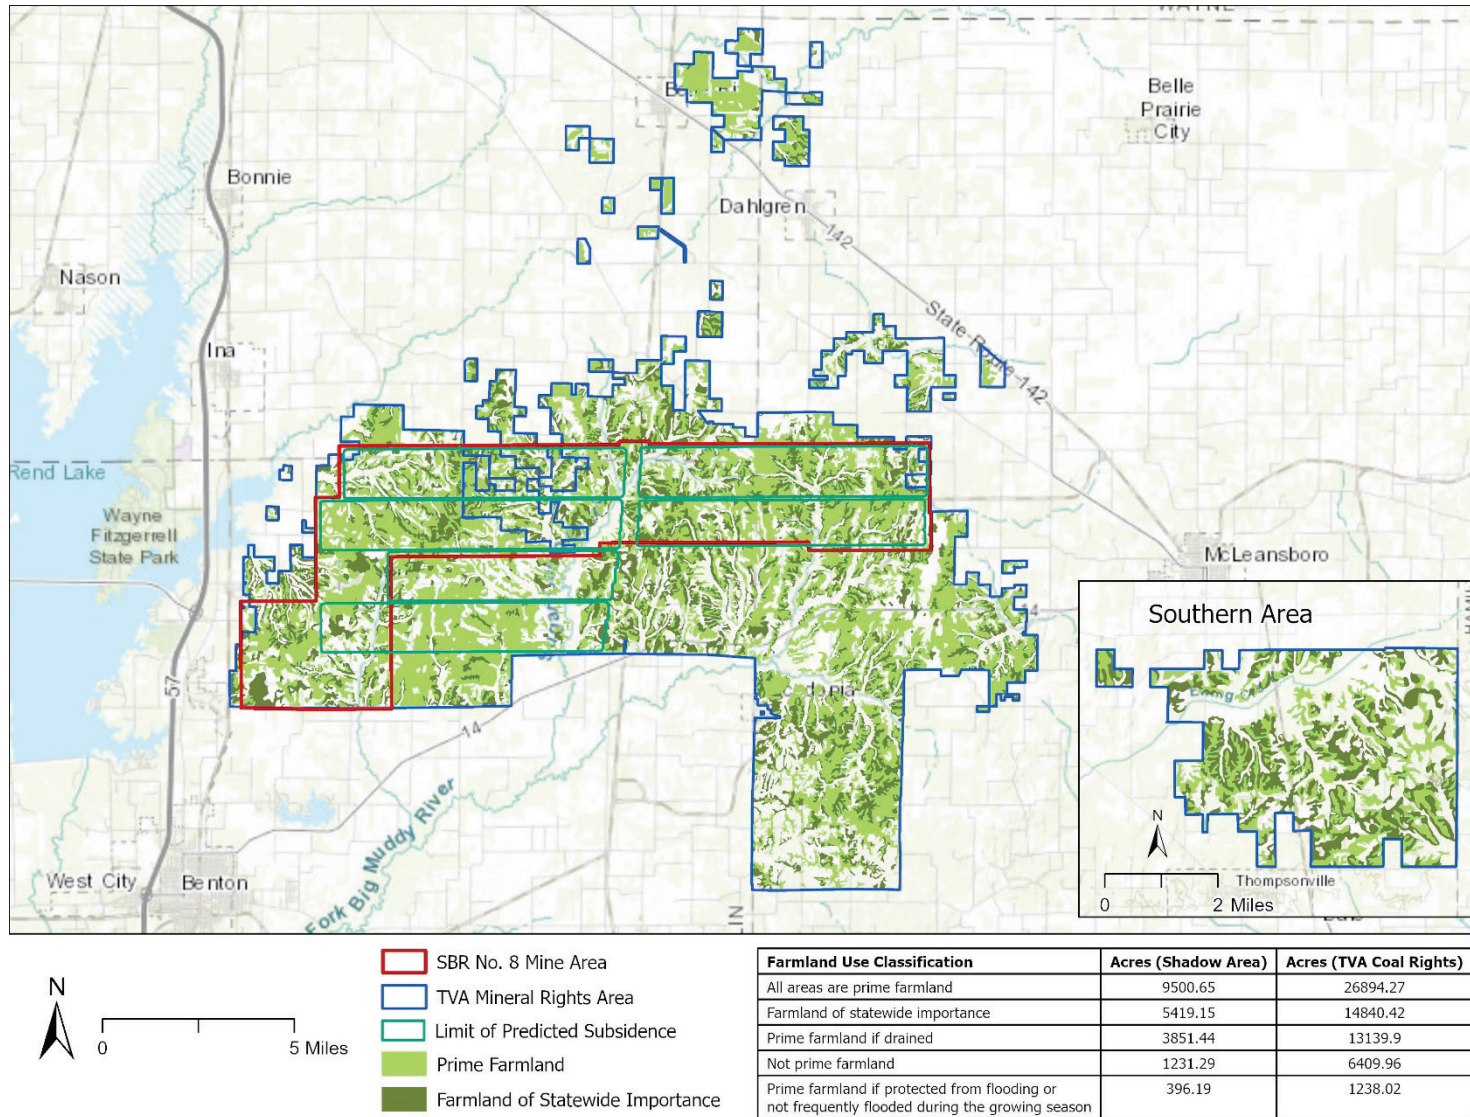 WAYNE
Belle
Prairie
City
Bonnie
Dahlgren
142
Nason
State Route 142
Ina
Rend Lake
Wayne
Fitzgerrell
State Park
McLeansboro
14
57
14
Fork Big Muddy River
West City
Benton
LIN
Southern Area
N
Thompsonville
0 2 Miles
N
0 5 Miles
SBR No. 8 Mine Area
TVA Mineral Rights Area
Limit of Predicted Subsidence
Prime Farmland
Farmland of Statewide Importance
Farmland Use Classification Acres (Shadow Area) Acres (TVA Coal Rights)
All areas are prime farmland 9500.65 26894.27
Farmland of statewide importance 5419.15 14840.42
Prime farmland if drained 3851.44 13139.9
Not prime farmland 1231.29 6409.96
Prime farmland if protected from flooding or
not frequently flooded during the growing season 396.19 1238.02